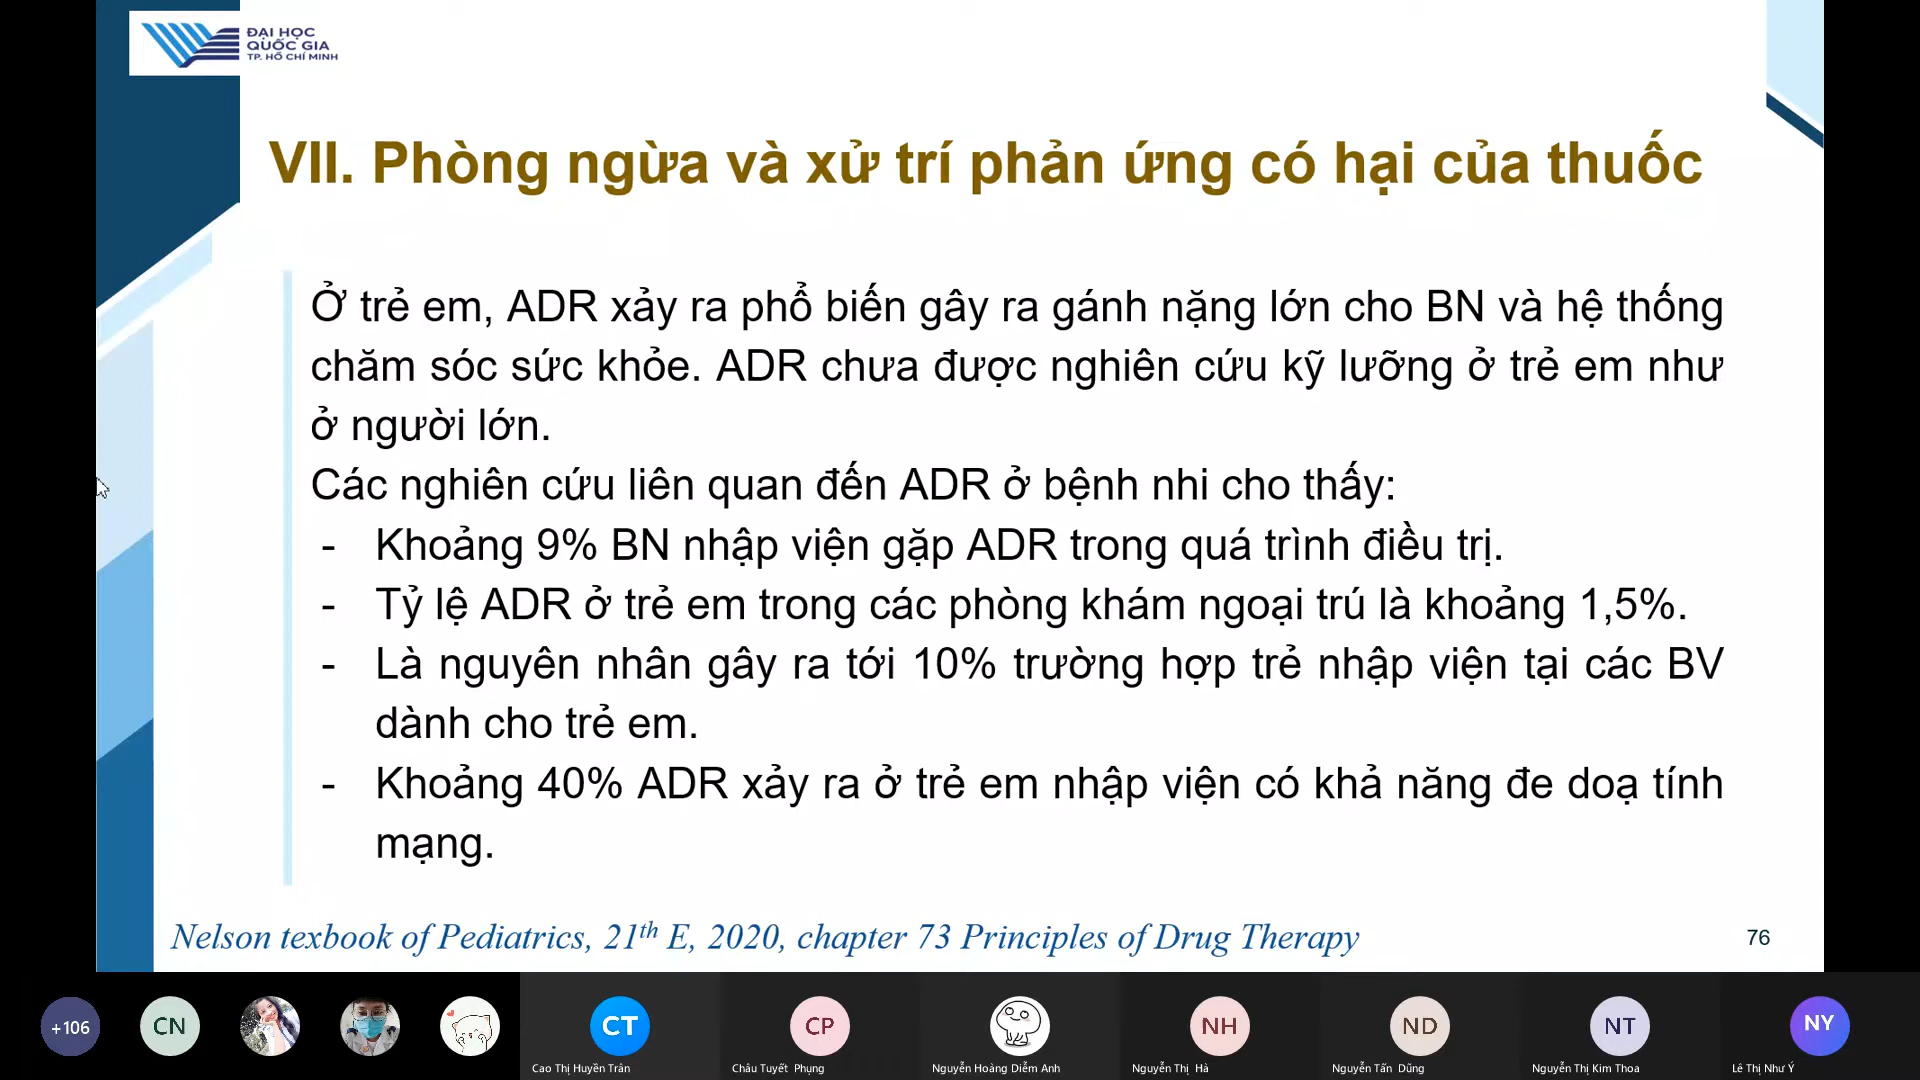 ĐẠI HỌC
QUỐC GIA
TP. HỒ CHÍ MINH
VII. Phòng ngừa và xử trí phản ứng có hại của thuốc
Ở trẻ em, ADR xảy ra phổ biến gây ra gánh nặng lớn cho BN và hệ thống
chăm sóc sức khỏe. ADR chưa được nghiên cứu kỹ lưỡng ở trẻ em như
ở người lớn.
Các nghiên cứu liên quan đến ADR ở bệnh nhi cho thấy:
- Khoảng 9% BN nhập viện gặp ADR trong quá trình điều trị.
- Tỷ lệ ADR ở trẻ em trong các phòng khám ngoại trú là khoảng 1,5%.
- Là nguyên nhân gây ra tới 10% trường hợp trẻ nhập viện tại các BV
dành cho trẻ em.
- Khoảng 40% ADR xảy ra ở trẻ em nhập viện có khả năng đe doạ tính
mạng.
Nelson texbook of Pediatrics, 21th E, 2020, chapter 73 Principles of Drug Therapy
76
+106 CN CT CP NH ND NT NY
Cao Thị Huyền Trân Châu Tuyết Phụng Nguyễn Hoàng Diễm Anh Nguyễn Thị Hà Nguyễn Tấn Dũng Nguyễn Thị Kim Thoa Lê Thị Như Ý